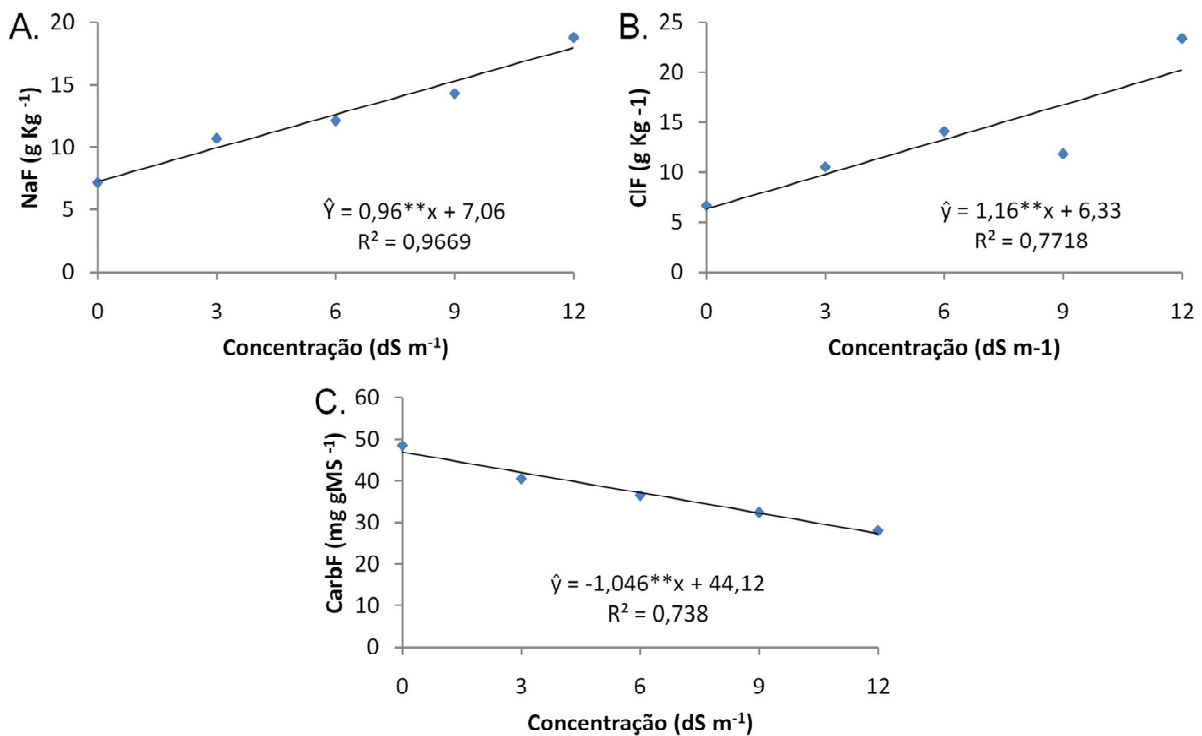 A.
NaF (g Kg ⁻¹)
20
15
10
5
0
Ŷ = 0,96**x + 7,06
R² = 0,9669
0 3 6 9 12
Concentração (dS m⁻¹)
B.
ClF (g Kg -1)
25
20
15
10
5
0
ŷ = 1,16**x + 6,33
R² = 0,7718
0 3 6 9 12
Concentração (dS m-1)
C.
CarbF (mg gMS ⁻¹)
60
50
40
30
20
10
0
ŷ = -1,046**x + 44,12
R² = 0,738
0 3 6 9 12
Concentração (dS m⁻¹)